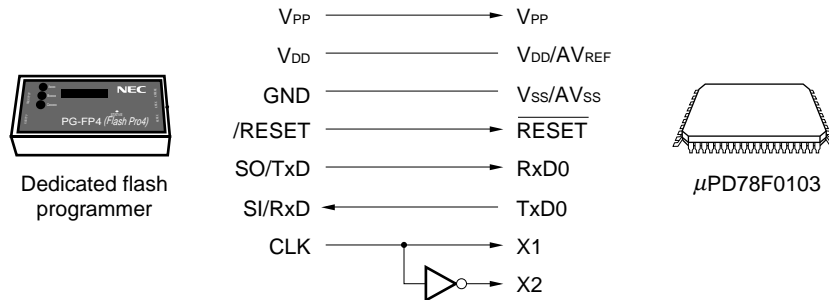 VPP VPP
VDD VDD/AVREF
GND VSS/AVSS
/RESET RESET
SO/TxD RxD0
SI/RxD TxD0
CLK X1
X2
NEC
PG-FP4 (Flash Pro4)
Dedicated flash
programmer
μPD78F0103